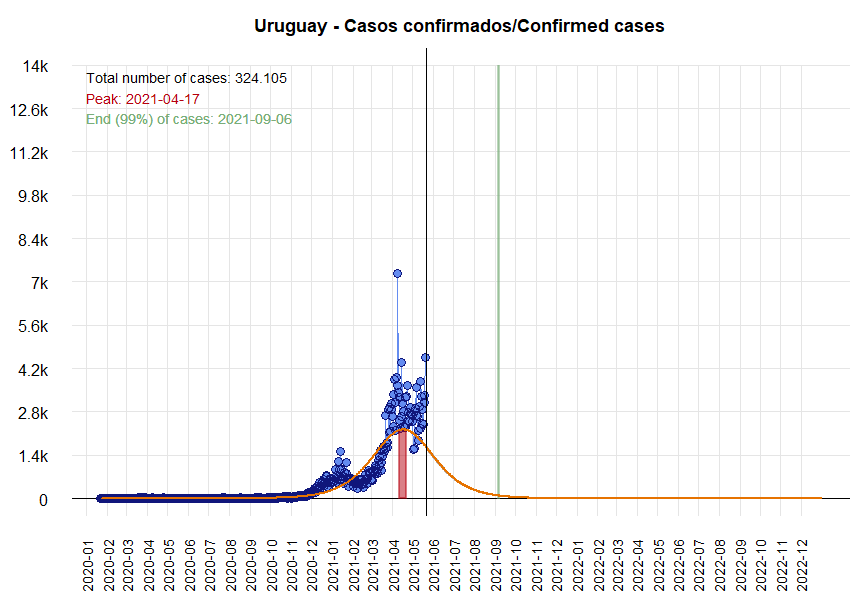 Uruguay - Casos confirmados/Confirmed cases
14k
Total number of cases: 324.105
Peak: 2021-04-17
12.6k
End (99%) of cases: 2021-09-06
11.2k
9.8k
8.4k
7k
5.6k
4.2k
2.8k
1.4k
0
2020-01
2020-02
2020-03
2020-04
2020-05
2020-06
2020-07
2020-08
2020-09
2020-10
2020-11
2020-12
2021-01
2021-02
2021-03
2021-04
2021-05
2021-06
2021-07
2021-08
2021-09
2021-10
2021-11
2021-12
2022-01
2022-02
2022-03
2022-04
2022-05
2022-06
2022-07
2022-08
2022-09
2022-10
2022-11
2022-12